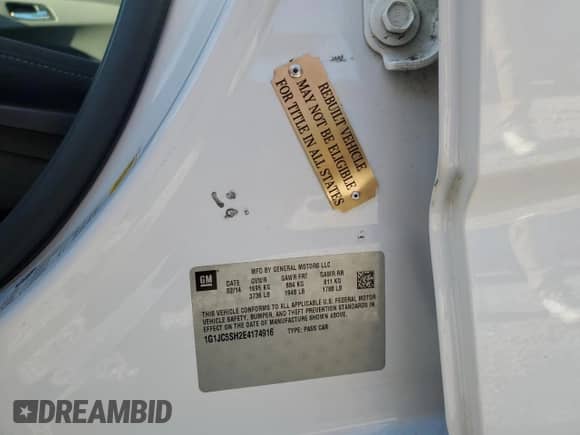 REBUILT VEHICLE
MAY NOT BE ELIGIBLE
FOR TITLE IN ALL STATES
MFD BY GENERAL MOTORS LLC
GM
DATE GVWR GAWR FRT GAWR RR
02/14 1695 KG 884 KG 811 KG
3736 LB 1948 LB 1788 LB
THIS VEHICLE CONFORMS TO ALL APPLICABLE U.S. FEDERAL MOTOR
VEHICLE SAFETY, BUMPER, AND THEFT PREVENTION STANDARDS IN
EFFECT ON THE DATE OF MANUFACTURE SHOWN ABOVE.
1G1JC5SH2E4174916 TYPE: PASS CAR
DREAMBID